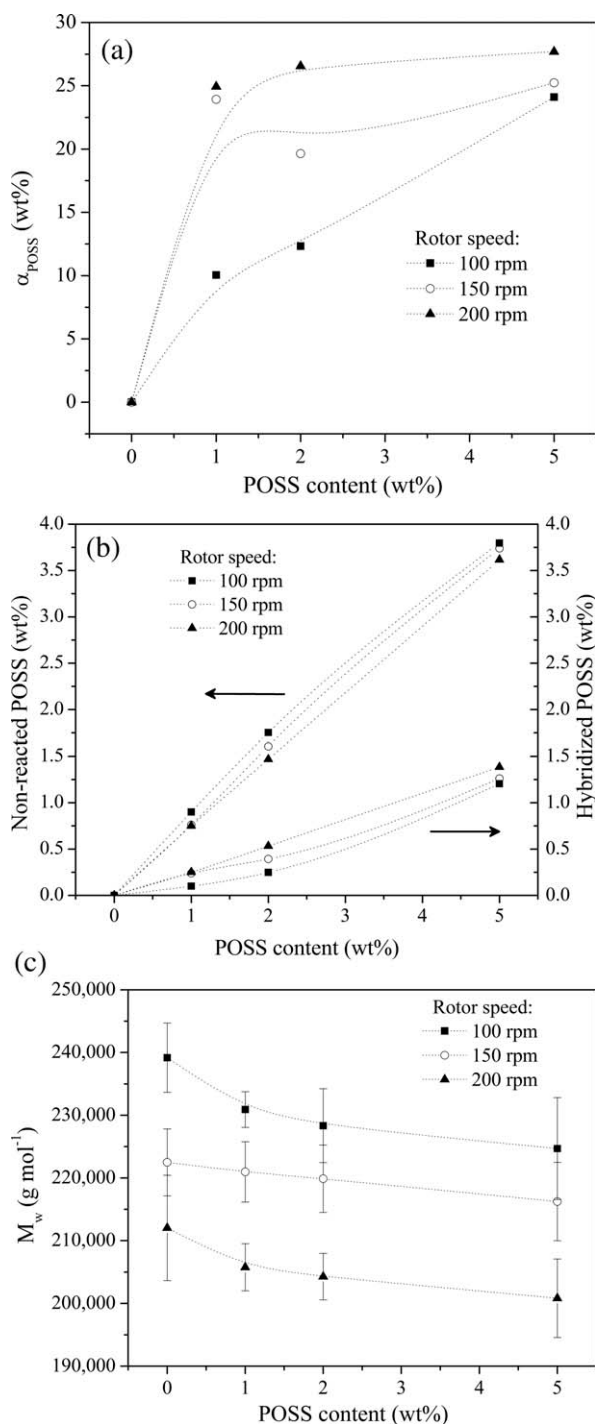 (a)
30
25
20
15
10
5
0
α_POSS (wt%)
Rotor speed:
100 rpm
150 rpm
200 rpm
0 1 2 3 4 5
POSS content (wt%)
(b)
4.0 4.0
3.5 3.5
3.0 3.0
2.5 2.5
2.0 2.0
1.5 1.5
1.0 1.0
0.5 0.5
0.0 0.0
Non-reacted POSS (wt%)
Hybridized POSS (wt%)
Rotor speed:
100 rpm
150 rpm
200 rpm
0 1 2 3 4 5
POSS content (wt%)
(c)
250,000
240,000
230,000
220,000
210,000
200,000
190,000
M_w (g mol⁻¹)
Rotor speed:
100 rpm
150 rpm
200 rpm
0 1 2 3 4 5
POSS content (wt%)